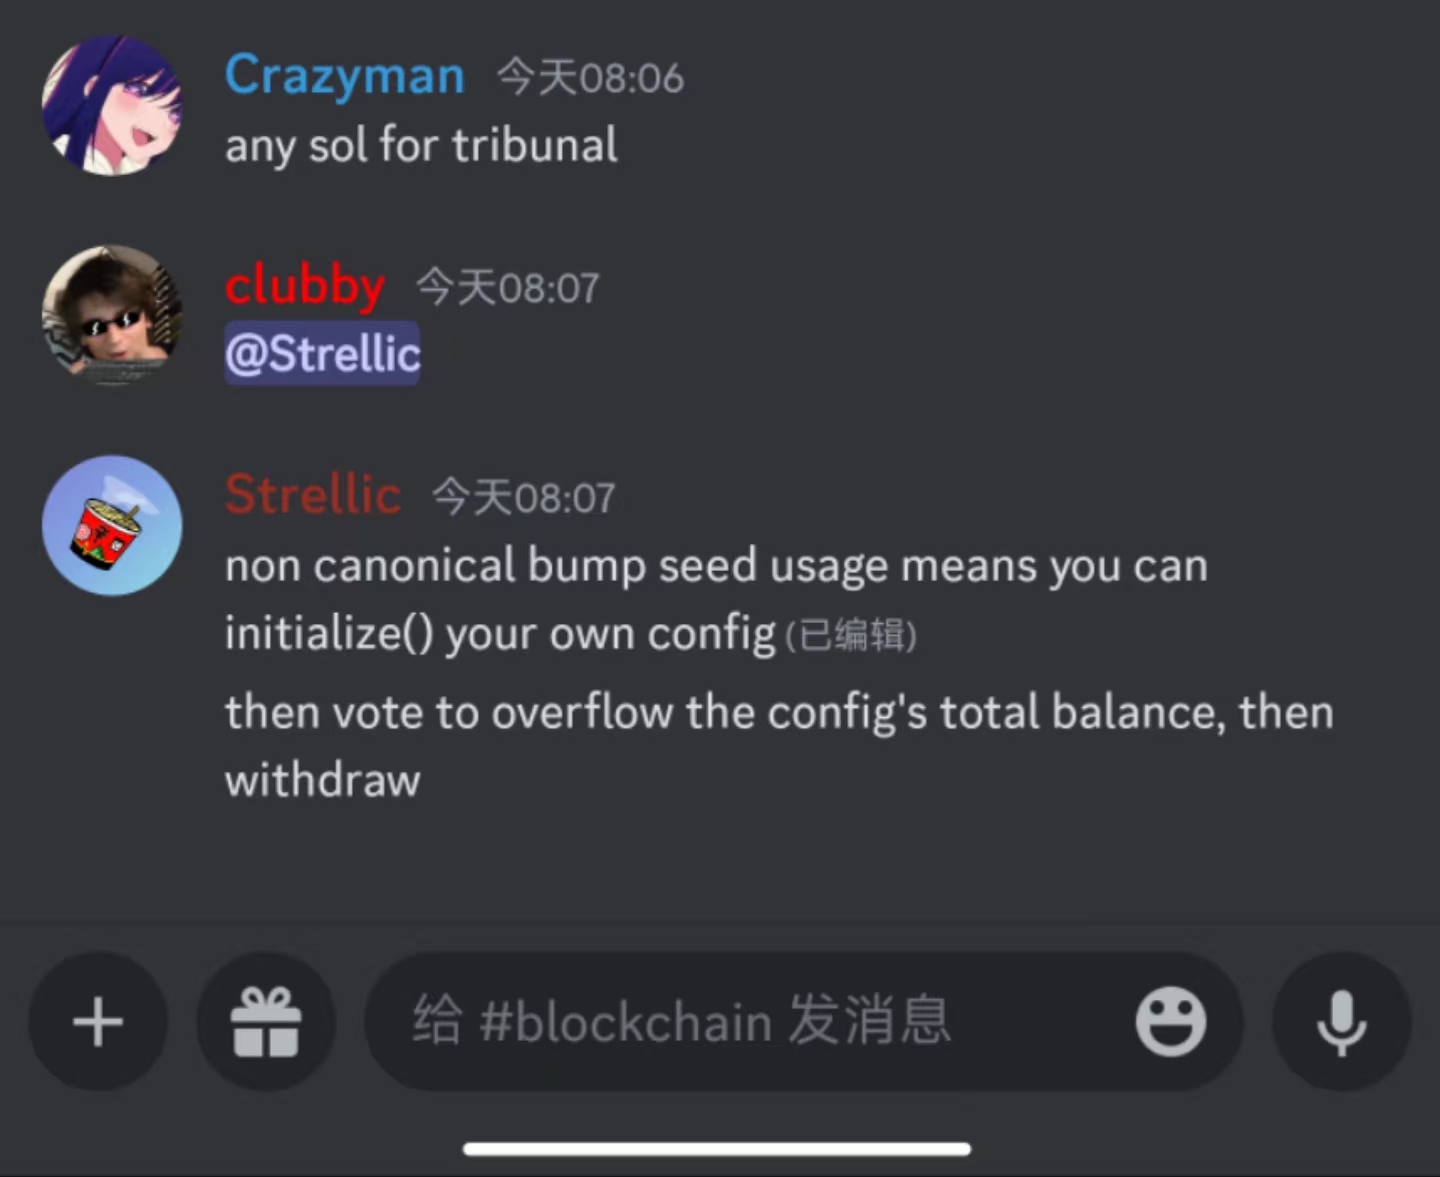 Crazyman 今天08:06
any sol for tribunal
clubby 今天08:07
@Strellic
Strellic 今天08:07
non canonical bump seed usage means you can
initialize() your own config (已编辑)
then vote to overflow the config's total balance, then
withdraw
给 #blockchain 发消息